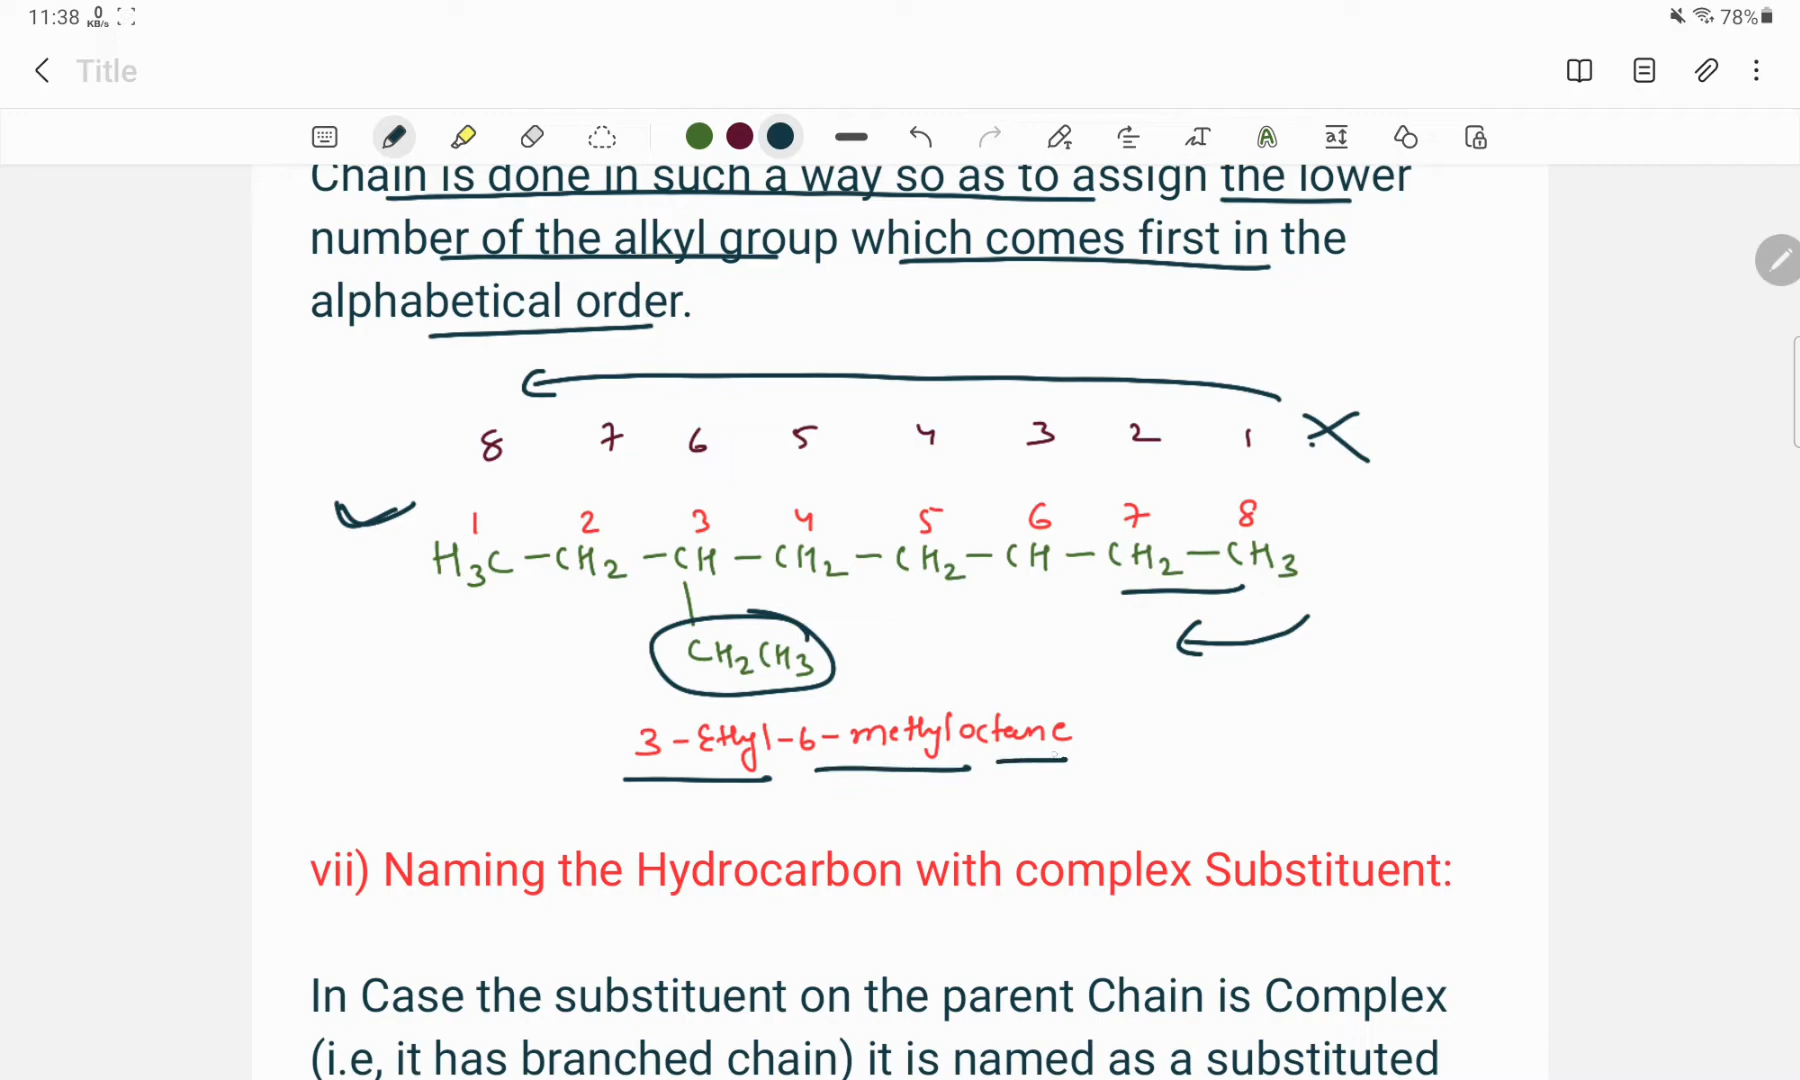 11:38 0 KB/s 78%
Title
Chain is done in such a way so as to assign the lower
number of the alkyl group which comes first in the
alphabetical order.
8 7 6 5 4 3 2 1
1 2 3 4 5 6 7 8
H₃C – CH₂ – CH – CH₂ – CH₂ – CH – CH₂ – CH₃
CH₂CH₃
3 - Ethyl - 6 - methyloctane
vii) Naming the Hydrocarbon with complex Substituent:
In Case the substituent on the parent Chain is Complex
(i.e, it has branched chain) it is named as a substituted